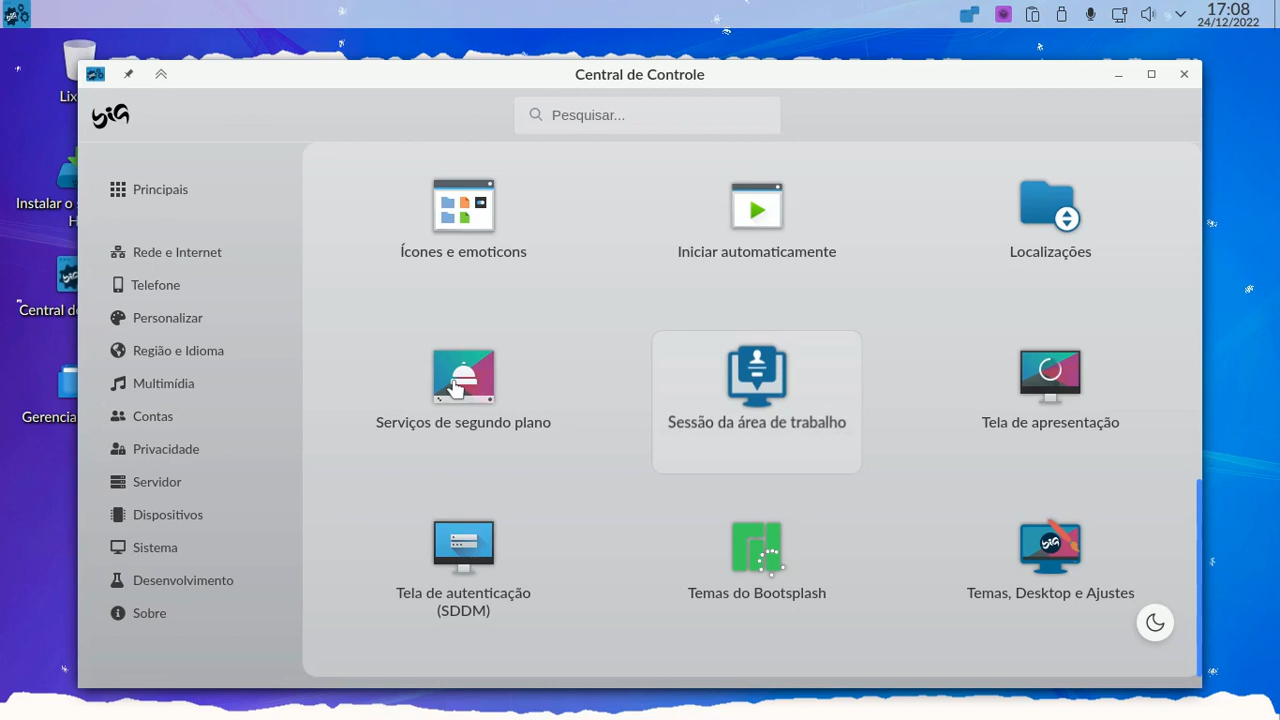 17:08
24/12/2022
Central de Controle
big
Pesquisar...
Lix
Instalar o s
H
Central de
Gerencia
Principais
Rede e Internet
Telefone
Personalizar
Região e Idioma
Multimídia
Contas
Privacidade
Servidor
Dispositivos
Sistema
Desenvolvimento
Sobre
Ícones e emoticons
Iniciar automaticamente
Localizações
Serviços de segundo plano
Sessão da área de trabalho
Tela de apresentação
Tela de autenticação
(SDDM)
Temas do Bootsplash
Temas, Desktop e Ajustes